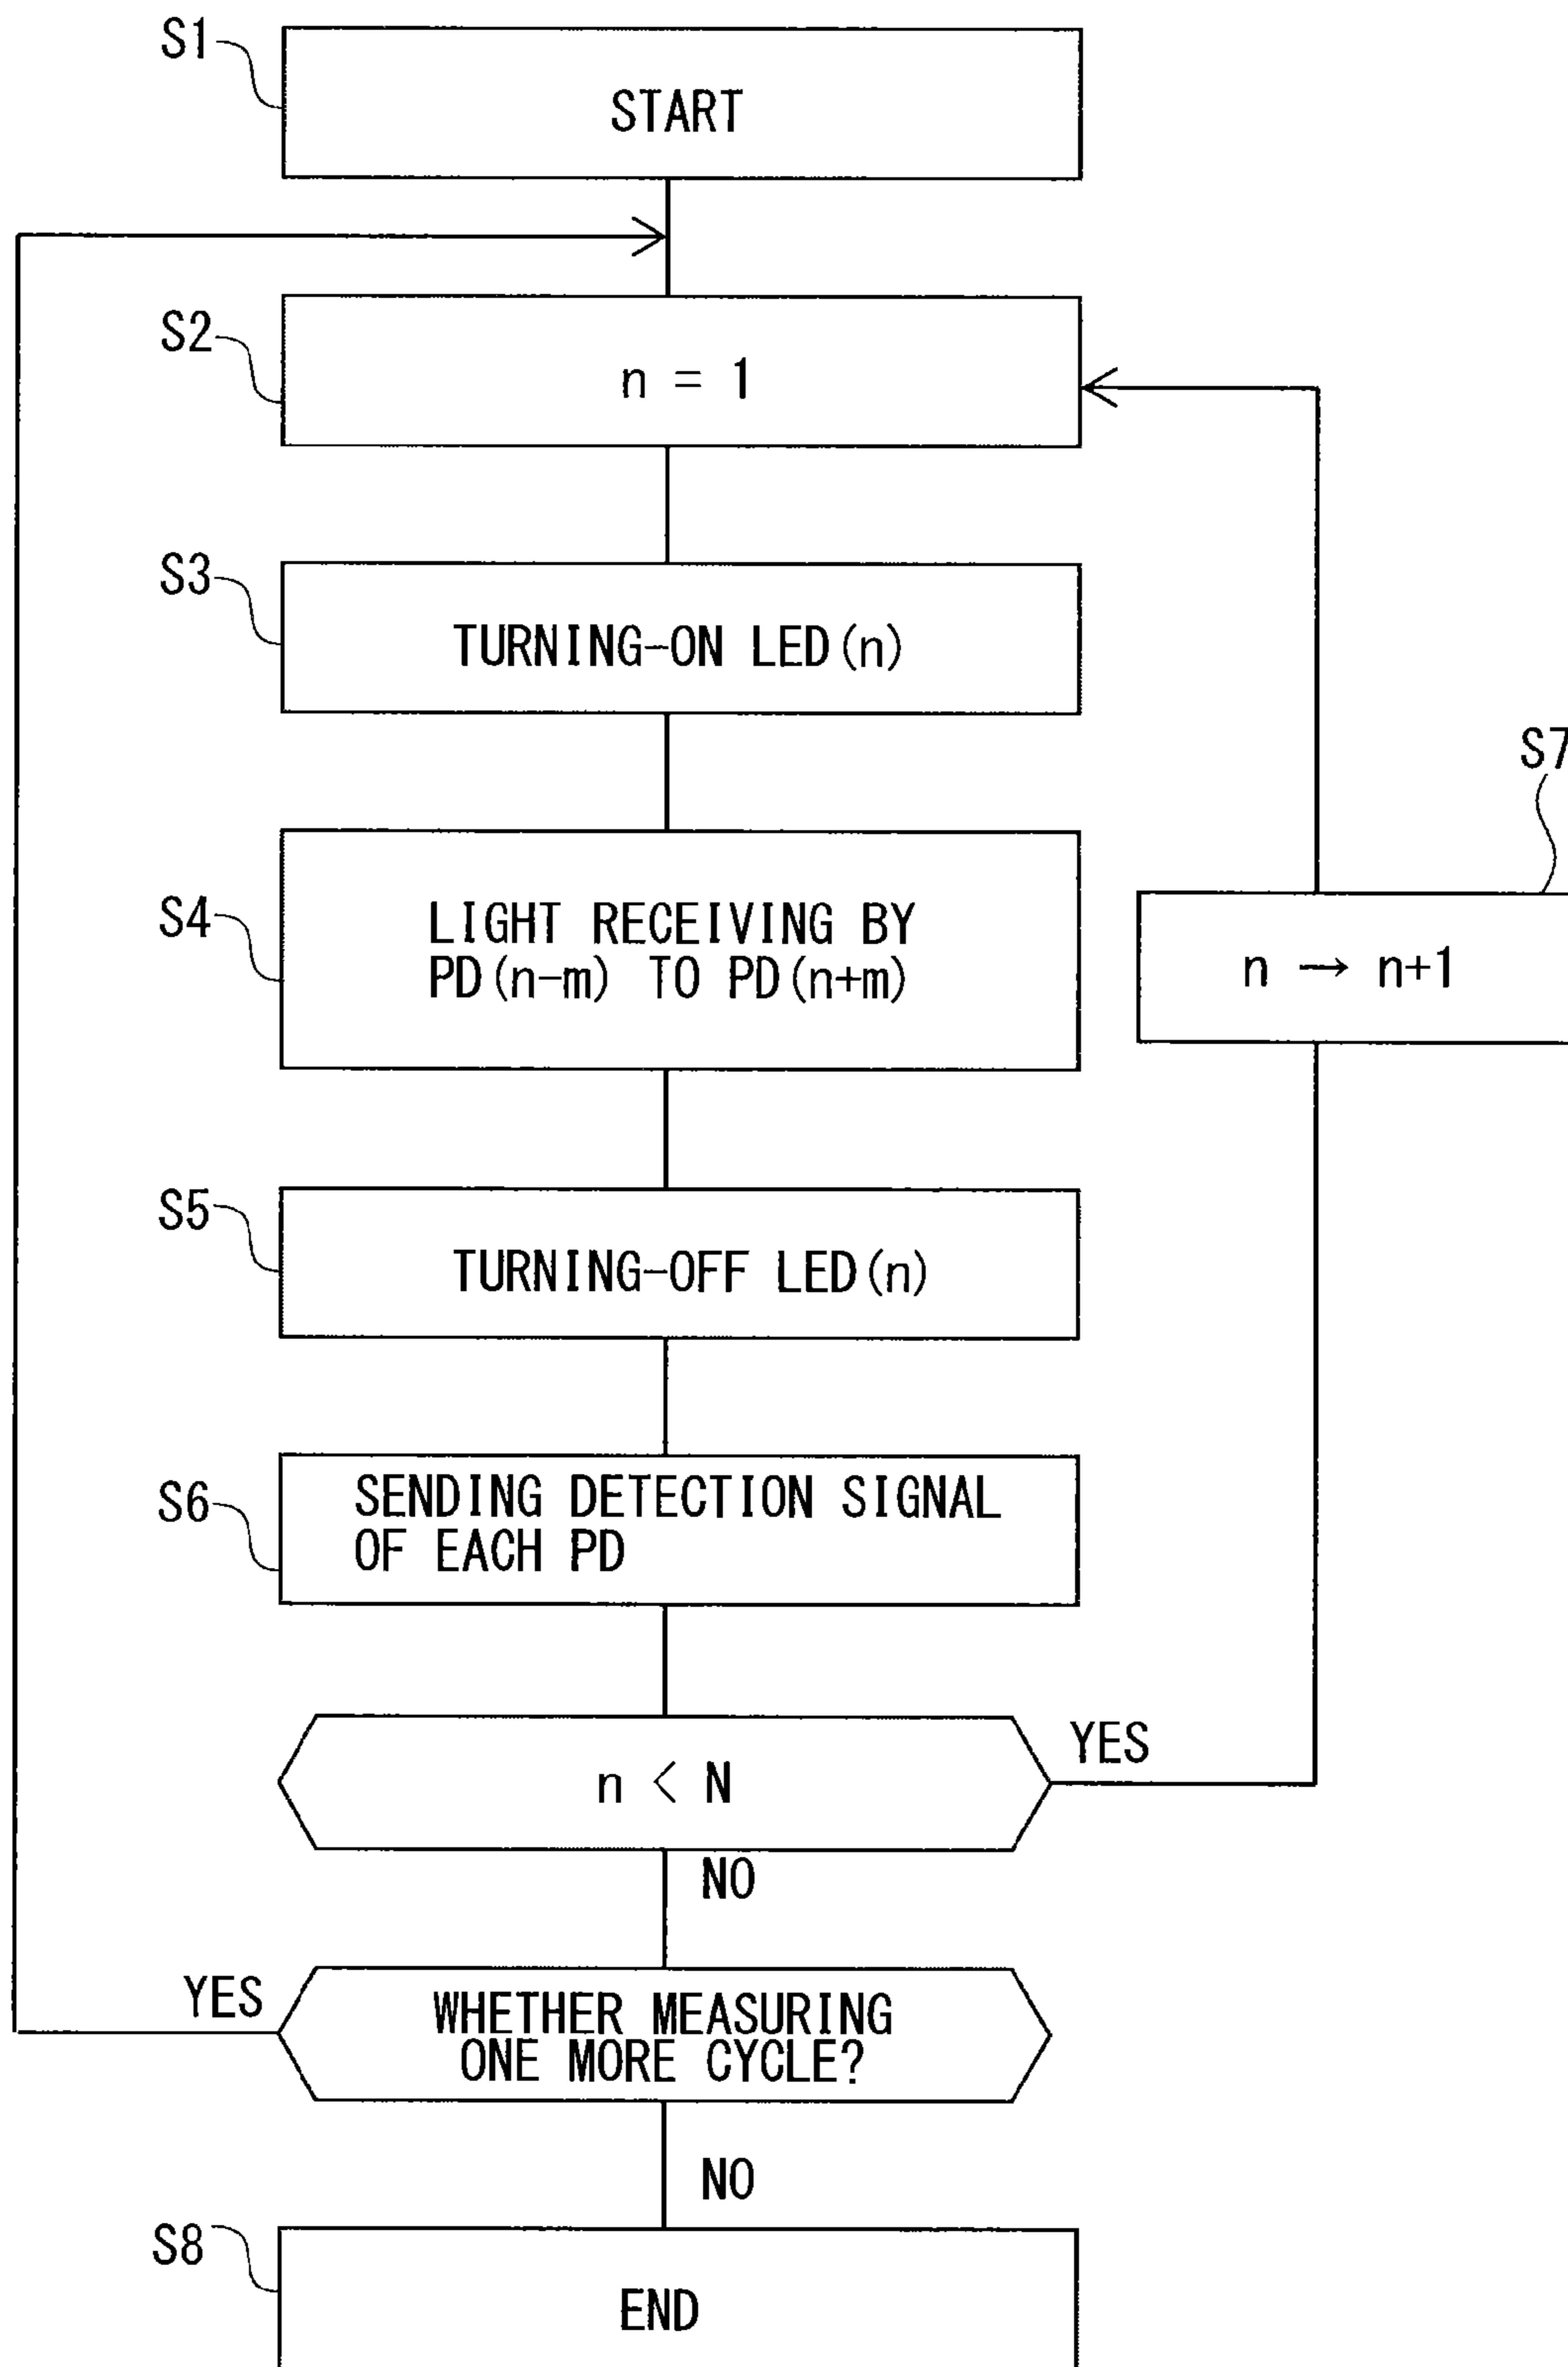 S1
START
S2
n = 1
S3
TURNING-ON LED(n)
S7
S4
LIGHT RECEIVING BY
PD(n-m) TO PD(n+m)
n → n+1
S5
TURNING-OFF LED(n)
S6
SENDING DETECTION SIGNAL
OF EACH PD
n < N
YES
NO
YES
WHETHER MEASURING
ONE MORE CYCLE?
NO
S8
END